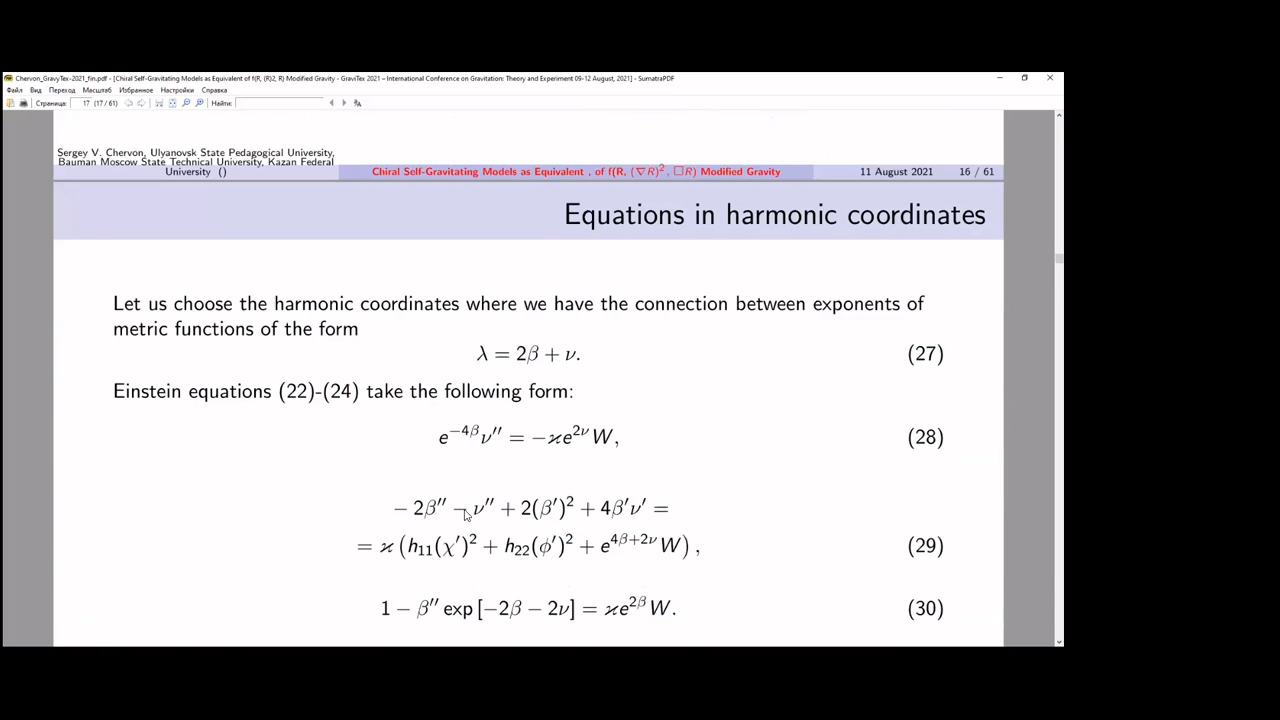 Chervon_GravyTex-2021_fin.pdf - [Chiral Self-Gravitating Models as Equivalent of f(R, (R)2, R) Modified Gravity - GraviTex 2021 – International Conference on Gravitation: Theory and Experiment 09-12 August, 2021] - SumatraPDF
Файл Вид Переход Масштаб Избранное Настройки Справка
Страница: 17 (17 / 61) Найти:
Sergey V. Chervon, Ulyanovsk State Pedagogical University,
Bauman Moscow State Technical University, Kazan Federal
University () Chiral Self-Gravitating Models as Equivalent , of f(R, (∇R)², □R) Modified Gravity 11 August 2021 16 / 61
Equations in harmonic coordinates
Let us choose the harmonic coordinates where we have the connection between exponents of
metric functions of the form
λ = 2β + ν. (27)
Einstein equations (22)-(24) take the following form:
e^{−4β}ν′′ = −ϰe^{2ν}W, (28)
− 2β′′ − ν′′ + 2(β′)² + 4β′ν′ =
= ϰ(h₁₁(χ′)² + h₂₂(ϕ′)² + e^{4β+2ν}W), (29)
1 − β′′ exp [−2β − 2ν] = ϰe^{2β}W. (30)